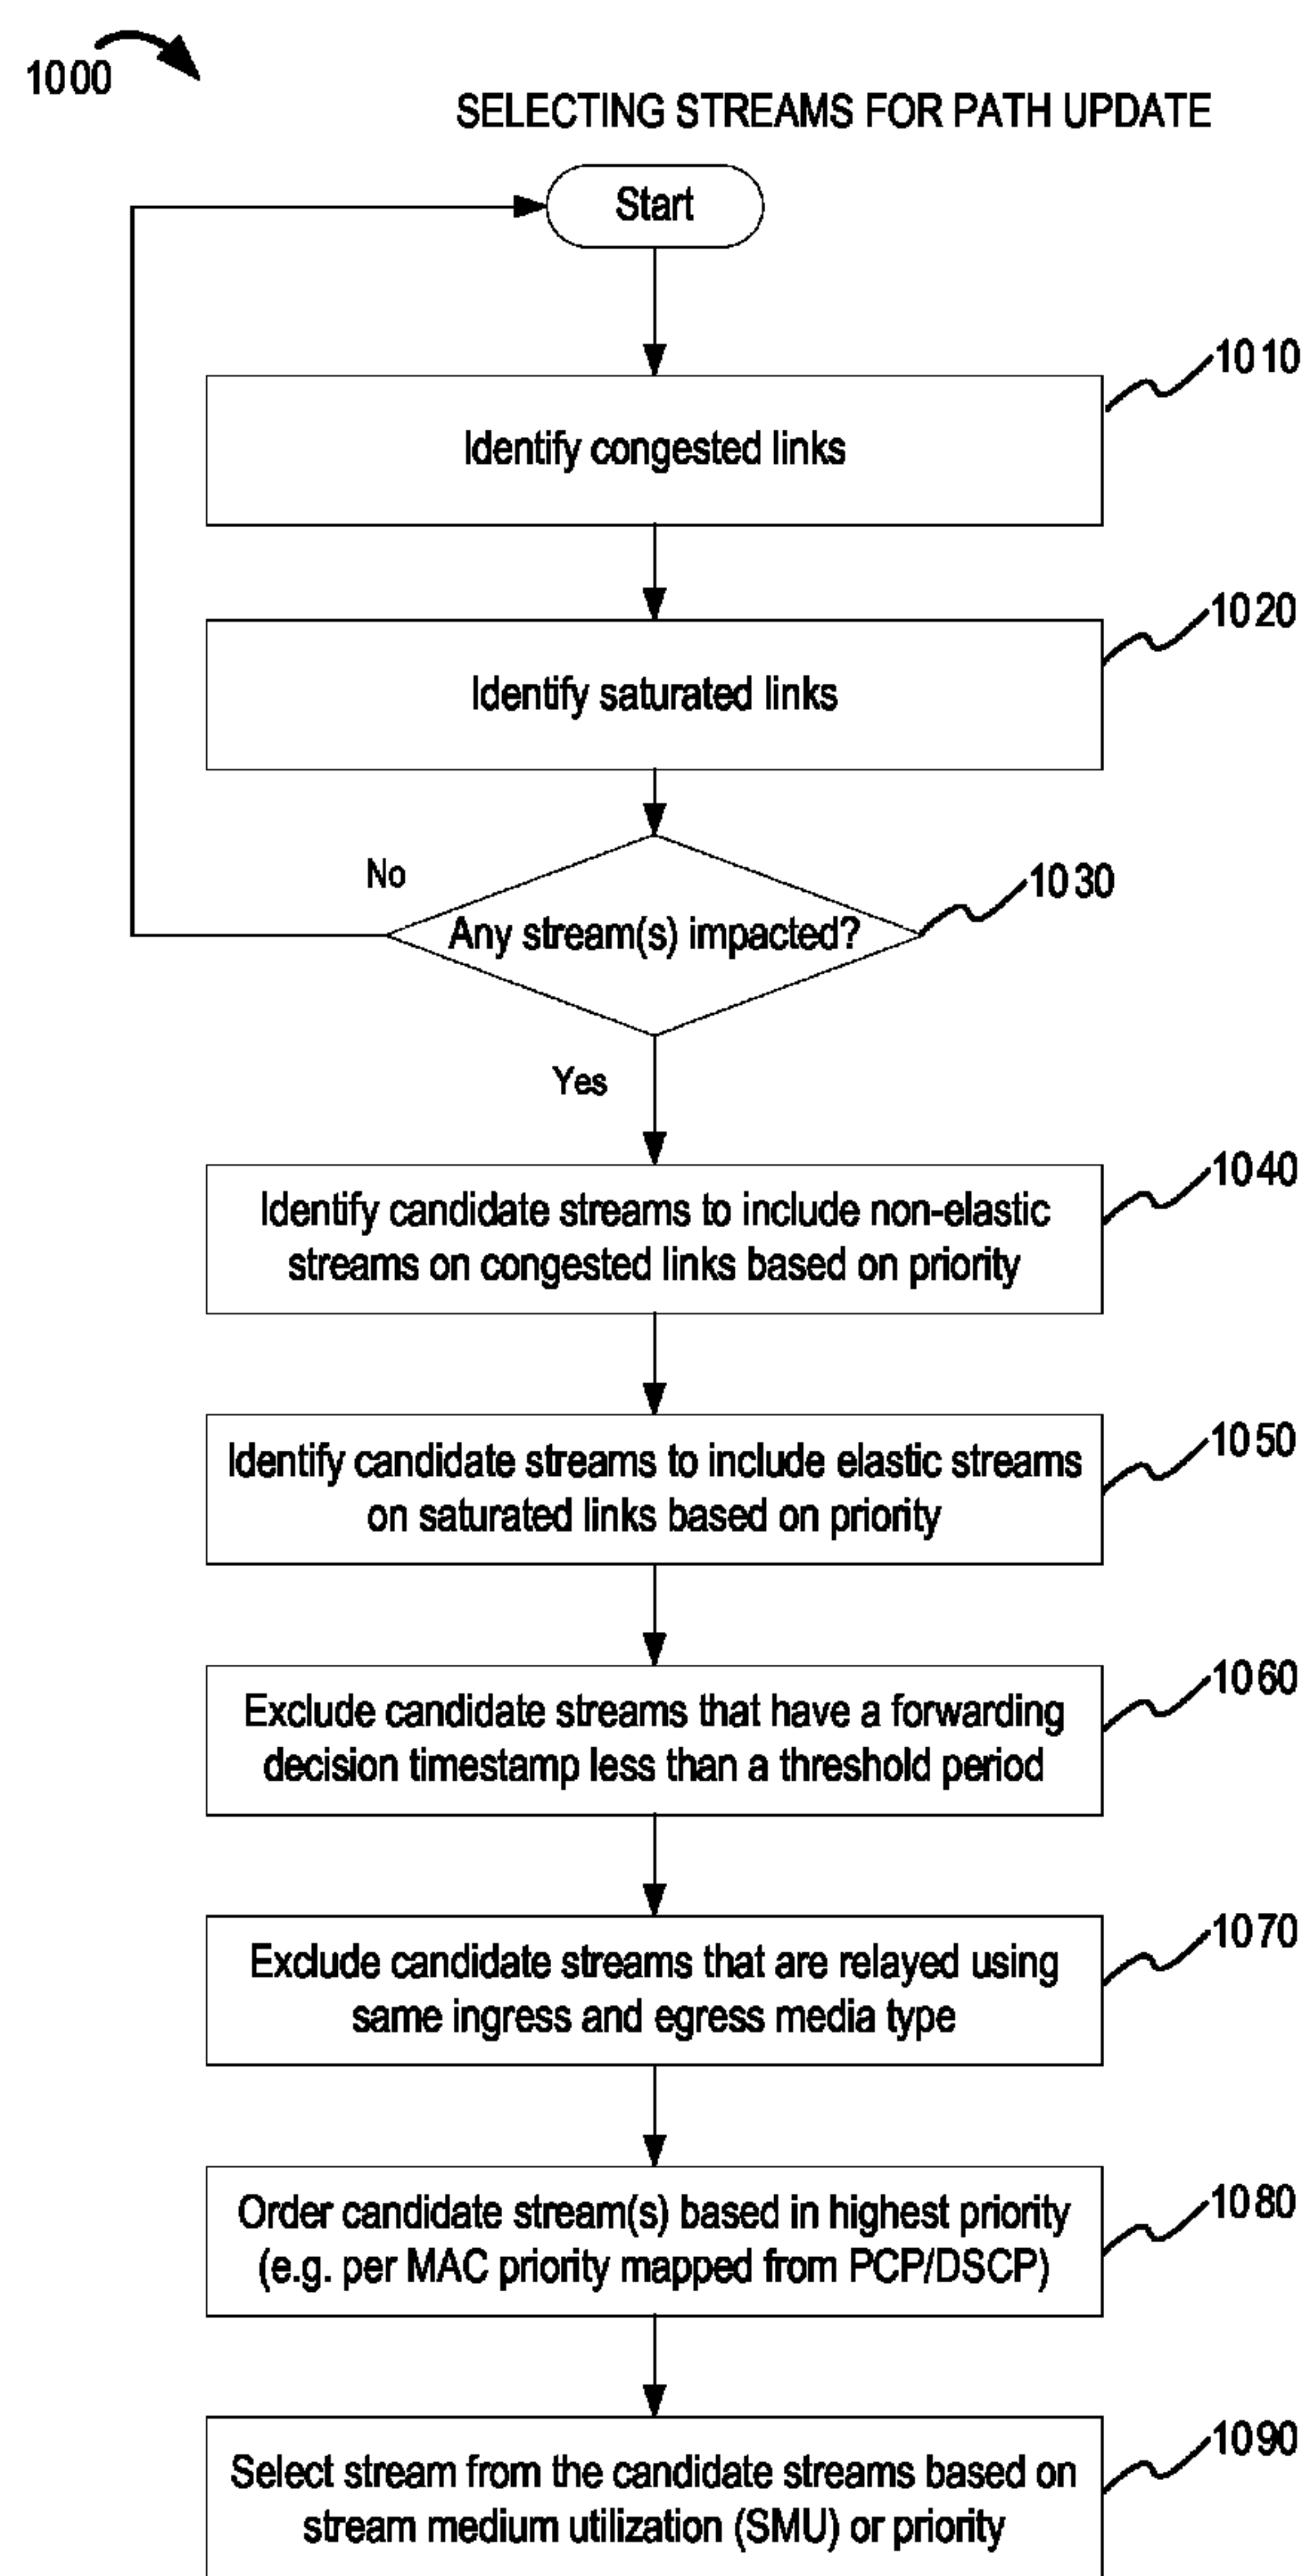 1000
SELECTING STREAMS FOR PATH UPDATE
Start
1010
Identify congested links
1020
Identify saturated links
No
1030
Any stream(s) impacted?
Yes
1040
Identify candidate streams to include non-elastic
streams on congested links based on priority
1050
Identify candidate streams to include elastic streams
on saturated links based on priority
1060
Exclude candidate streams that have a forwarding
decision timestamp less than a threshold period
1070
Exclude candidate streams that are relayed using
same ingress and egress media type
1080
Order candidate stream(s) based in highest priority
(e.g. per MAC priority mapped from PCP/DSCP)
1090
Select stream from the candidate streams based on
stream medium utilization (SMU) or priority